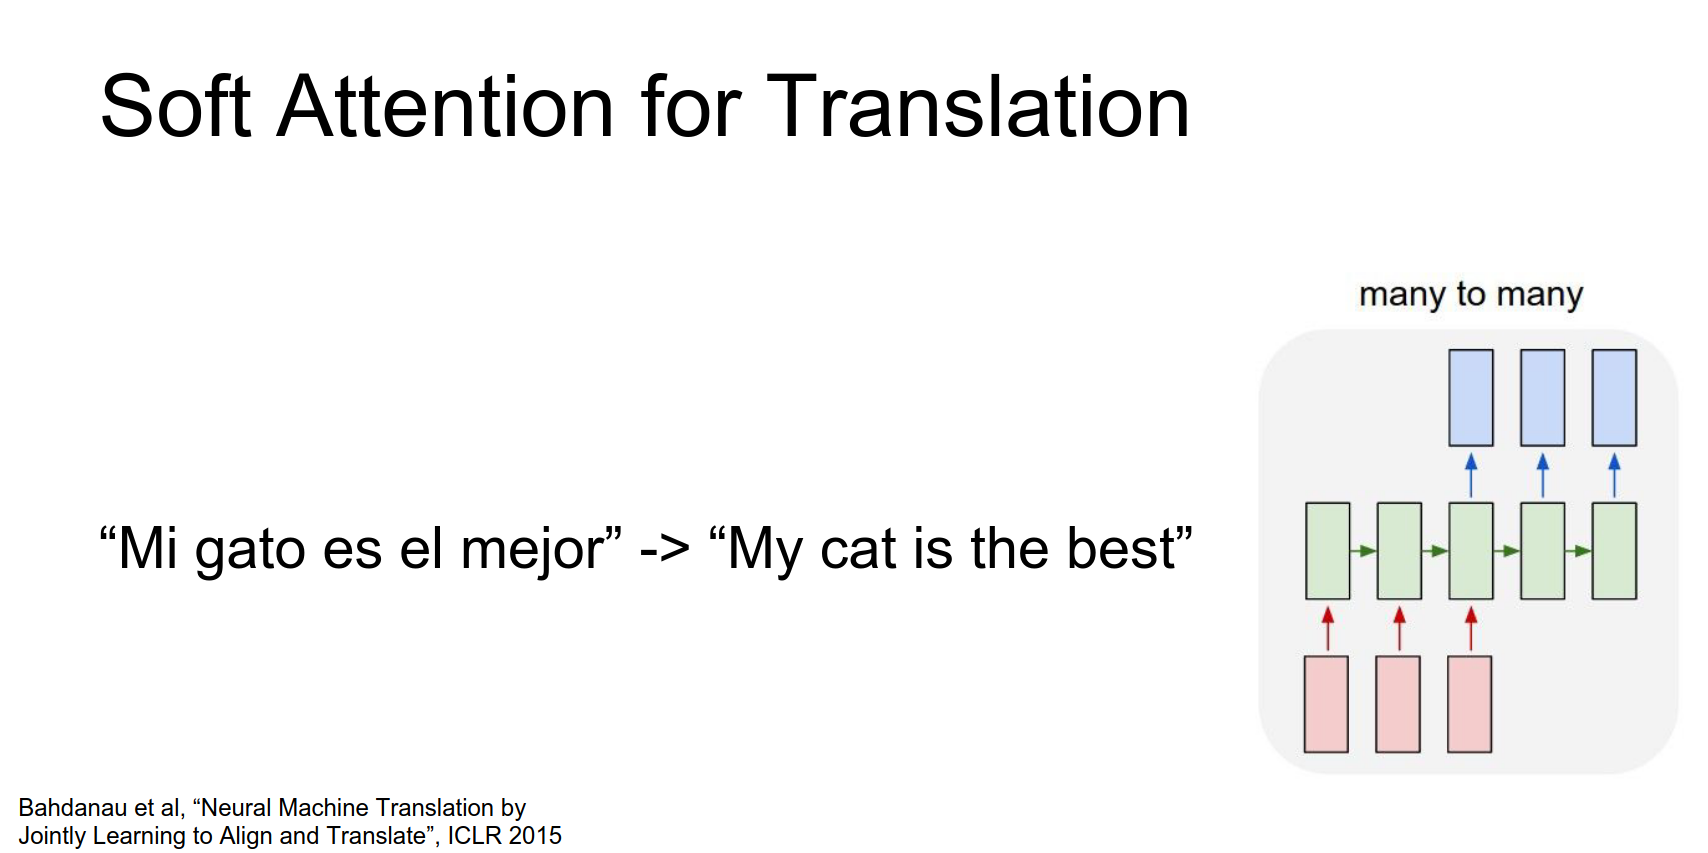 Soft Attention for Translation
many to many
“Mi gato es el mejor” -> “My cat is the best”
Bahdanau et al, “Neural Machine Translation by
Jointly Learning to Align and Translate”, ICLR 2015